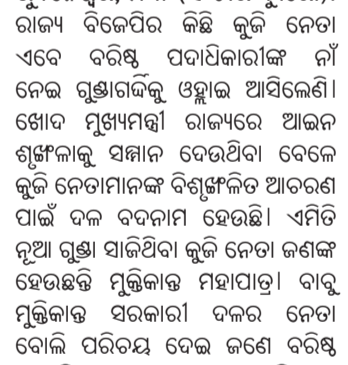 ରାଜ୍ୟ ବିଜେପିର କିଛି କୁଜି ନେତା
ଏବେ ବରିଷ୍ଠ ପଦାଧିକାରୀଙ୍କ ନାଁ
ନେଇ ଗୁଣ୍ଡାଗର୍ଦ୍ଦିକୁ ଓହ୍ଲାଇ ଆସିଲେଣି।
ଖୋଦ ମୁଖ୍ୟମନ୍ତ୍ରୀ ରାଜ୍ୟରେ ଆଇନ
ଶୃଙ୍ଖଳାକୁ ସମ୍ମାନ ଦେଉଥିବା ବେଳେ
କୁଜି ନେତାମାନଙ୍କ ବିଶୃଙ୍ଖଳିତ ଆଚରଣ
ପାଇଁ ଦଳ ବଦନାମ ହେଉଛି। ଏମିତି
ନୂଆ ଗୁଣ୍ଡା ସାଜିଥିବା କୁଜି ନେତା ଜଣଙ୍କ
ହେଉଛନ୍ତି ମୁକ୍ତିକାନ୍ତ ମହାପାତ୍ର। ବାବୁ
ମୁକ୍ତିକାନ୍ତ ସରକାରୀ ଦଳର ନେତା
ବୋଲି ପରିଚୟ ଦେଇ ଜଣେ ବରିଷ୍ଠ